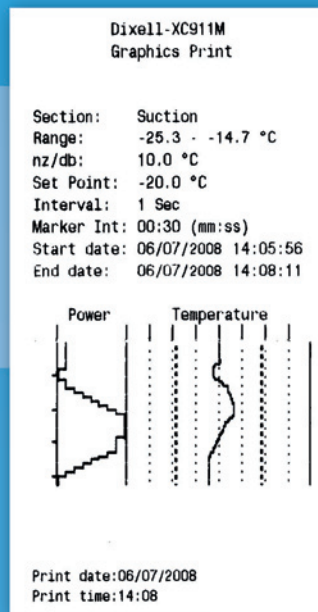 Dixell-XC911M
Graphics Print
Section: Suction
Range: -25.3 - -14.7 °C
nz/db: 10.0 °C
Set Point: -20.0 °C
Interval: 1 Sec
Marker Int: 00:30 (mm:ss)
Start date: 06/07/2008 14:05:56
End date: 06/07/2008 14:08:11
Power Temperature
Print date:06/07/2008
Print time:14:08